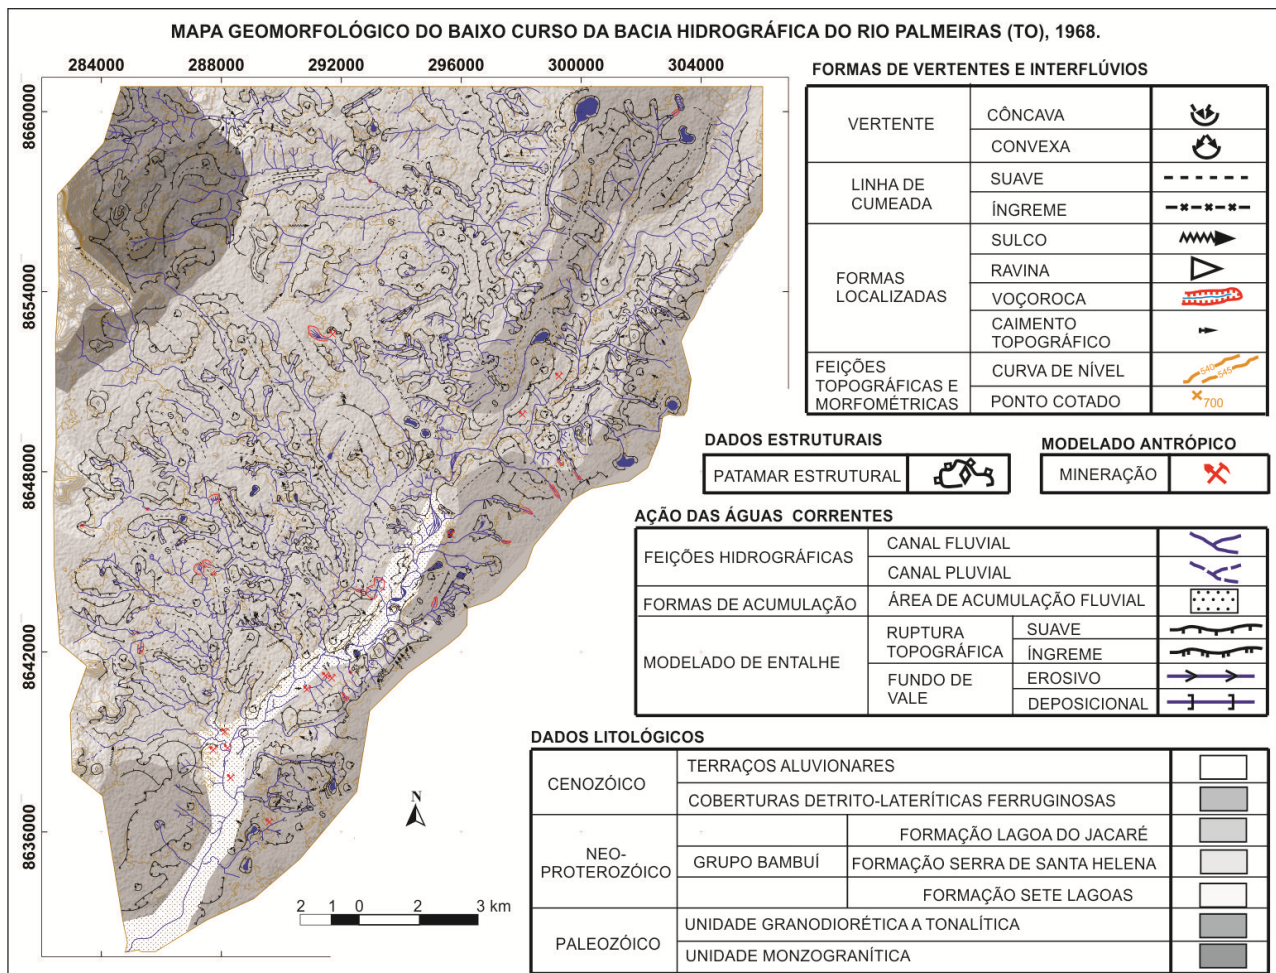 MAPA GEOMORFOLÓGICO DO BAIXO CURSO DA BACIA HIDROGRÁFICA DO RIO PALMEIRAS (TO), 1968.
284000 288000 292000 296000 300000 304000
8660000
8654000
8648000
8642000
8636000
N
2 1 0 2 3 km
FORMAS DE VERTENTES E INTERFLÚVIOS
VERTENTE
CÔNCAVA
CONVEXA
LINHA DE
CUMEADA
SUAVE
ÍNGREME
FORMAS
LOCALIZADAS
SULCO
RAVINA
VOÇOROCA
CAIMENTO
TOPOGRÁFICO
FEIÇÕES
TOPOGRÁFICAS E
MORFOMÉTRICAS
CURVA DE NÍVEL
540
545
PONTO COTADO
700
DADOS ESTRUTURAIS
PATAMAR ESTRUTURAL
MODELADO ANTRÓPICO
MINERAÇÃO
AÇÃO DAS ÁGUAS CORRENTES
FEIÇÕES HIDROGRÁFICAS
CANAL FLUVIAL
CANAL PLUVIAL
FORMAS DE ACUMULAÇÃO
ÁREA DE ACUMULAÇÃO FLUVIAL
MODELADO DE ENTALHE
RUPTURA
TOPOGRÁFICA
SUAVE
ÍNGREME
FUNDO DE
VALE
EROSIVO
DEPOSICIONAL
DADOS LITOLÓGICOS
CENOZÓICO
TERRAÇOS ALUVIONARES
COBERTURAS DETRITO-LATERÍTICAS FERRUGINOSAS
NEO-
PROTEROZÓICO
GRUPO BAMBUÍ
FORMAÇÃO LAGOA DO JACARÉ
FORMAÇÃO SERRA DE SANTA HELENA
FORMAÇÃO SETE LAGOAS
PALEOZÓICO
UNIDADE GRANODIORÉTICA A TONALÍTICA
UNIDADE MONZOGRANÍTICA